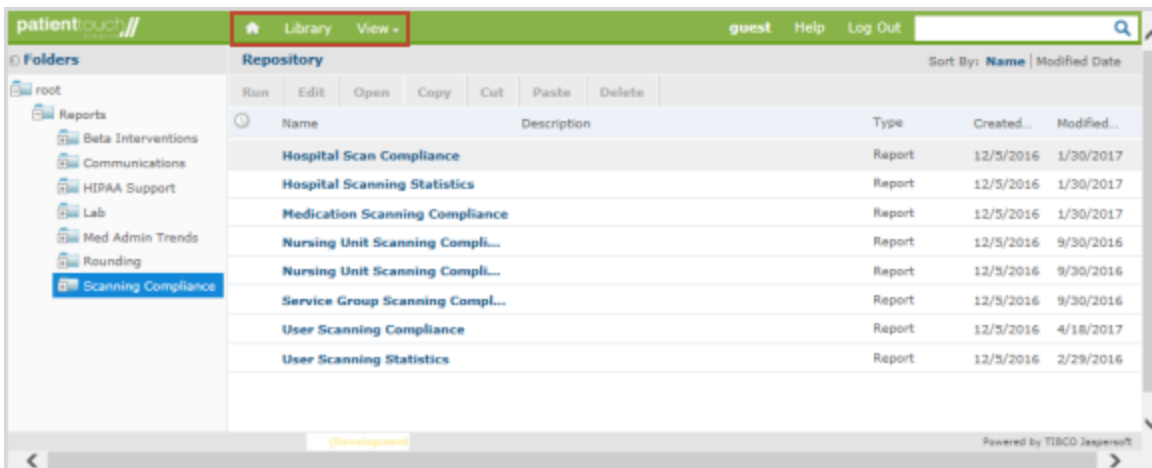 patienttouch Library View guest Help Log Out
Folders
root
Reports
Beta Interventions
Communications
HIPAA Support
Lab
Med Admin Trends
Rounding
Scanning Compliance
Repository Sort By: Name | Modified Date
Run Edit Open Copy Cut Paste Delete
Name Description Type Created... Modified...
Hospital Scan Compliance Report 12/5/2016 1/30/2017
Hospital Scanning Statistics Report 12/5/2016 1/30/2017
Medication Scanning Compliance Report 12/5/2016 1/30/2017
Nursing Unit Scanning Compli... Report 12/5/2016 9/30/2016
Nursing Unit Scanning Compli... Report 12/5/2016 9/30/2016
Service Group Scanning Compl... Report 12/5/2016 9/30/2016
User Scanning Compliance Report 12/5/2016 4/18/2017
User Scanning Statistics Report 12/5/2016 2/29/2016
(Development Powered by TIBCO Jaspersoft